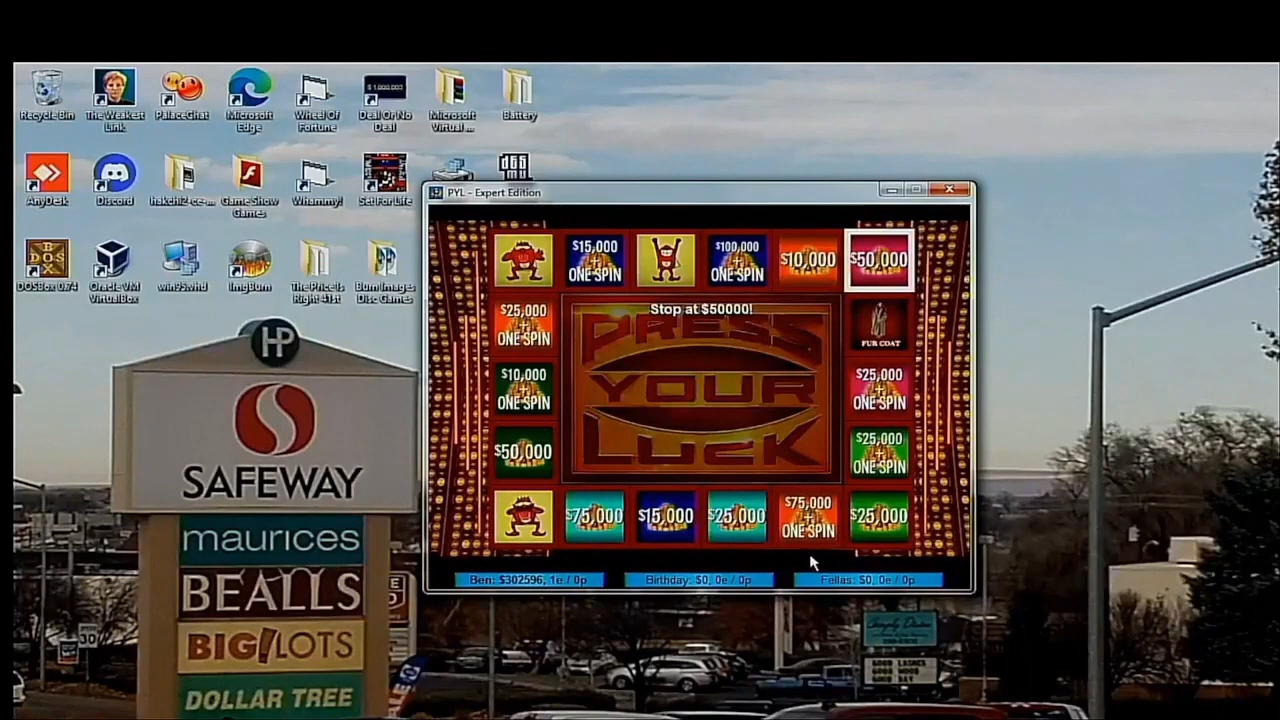 Recycle Bin
The Weakest
Link
PalaceChat
Microsoft
Edge
Wheel Of
Fortune
$1,000,000
Deal Or No
Deal
Microsoft
Virtual ...
Battery
AnyDesk
Discord
hakchi2-ce-...
Game Show
Games
Whammy!
Set For Life
DOSBox 0.74
Oracle VM
VirtualBox
win95whd
ImgBurn
The Price Is
Right 41st
Burn Images
Disc Games
PYL - Expert Edition
$15,000
+
ONE SPIN
$100,000
+
ONE SPIN
$10,000
$50,000
$25,000
+
ONE SPIN
Stop at $50000!
FUR COAT
PRESS
YOUR
LUCK
$10,000
+
ONE SPIN
$25,000
+
ONE SPIN
$50,000
$25,000
+
ONE SPIN
$75,000
$15,000
$25,000
$75,000
+
ONE SPIN
$25,000
Ben: $302596, 1e / 0p
Birthday: $0, 0e / 0p
Fellas: $0, 0e / 0p
HP
SAFEWAY
maurices
BEALLS
BIG!LOTS
DOLLAR TREE
30